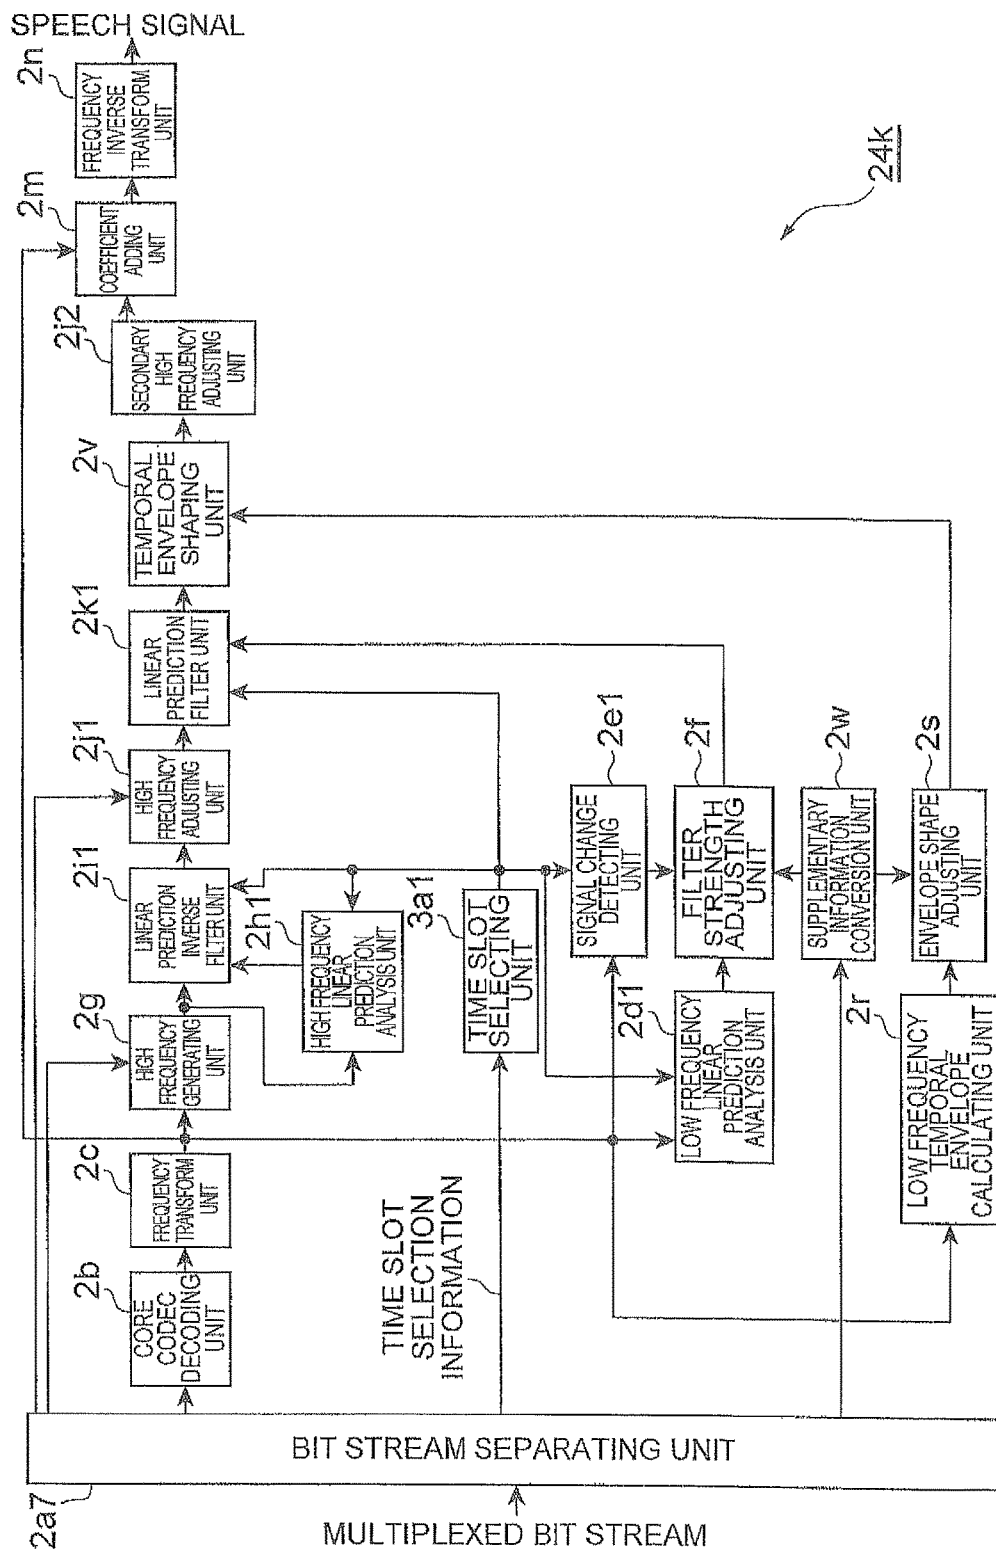 SPEECH SIGNAL
2n
FREQUENCY
INVERSE
TRANSFORM
UNIT
2m
COEFFICIENT
ADDING
UNIT
2j2
SECONDARY
HIGH
FREQUENCY
ADJUSTING
UNIT
2v
TEMPORAL
ENVELOPE
SHAPING
UNIT
2k1
LINEAR
PREDICTION
FILTER UNIT
2j1
HIGH
FREQUENCY
ADJUSTING
UNIT
2i1
LINEAR
PREDICTION
INVERSE
FILTER UNIT
2h1
HIGH FREQUENCY
LINEAR
PREDICTION
ANALYSIS UNIT
2g
HIGH
FREQUENCY
GENERATING
UNIT
2c
FREQUENCY
TRANSFORM
UNIT
2b
CORE
CODEC
DECODING
UNIT
3a1
TIME SLOT
SELECTING
UNIT
TIME SLOT
SELECTION
INFORMATION
2e1
SIGNAL CHANGE
DETECTING
UNIT
2f
FILTER
STRENGTH
ADJUSTING
UNIT
2d1
LOW FREQUENCY
LINEAR
PREDICTION
ANALYSIS UNIT
2w
SUPPLEMENTARY
INFORMATION
CONVERSION UNIT
2s
ENVELOPE SHAPE
ADJUSTING
UNIT
2r
LOW FREQUENCY
TEMPORAL
ENVELOPE
CALCULATING UNIT
24k
BIT STREAM SEPARATING UNIT
2a7
MULTIPLEXED BIT STREAM